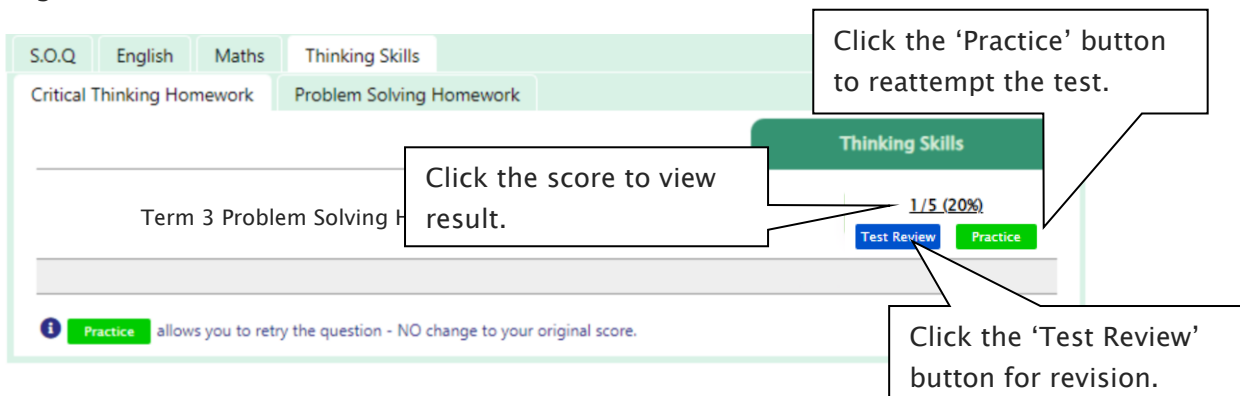 Click the ‘Practice’ button
to reattempt the test.
S.O.Q English Maths Thinking Skills
Critical Thinking Homework Problem Solving Homework
Thinking Skills
Click the score to view
result.
Term 3 Problem Solving
1/5 (20%)
Test Review Practice
Practice allows you to retry the question - NO change to your original score.
Click the ‘Test Review’
button for revision.